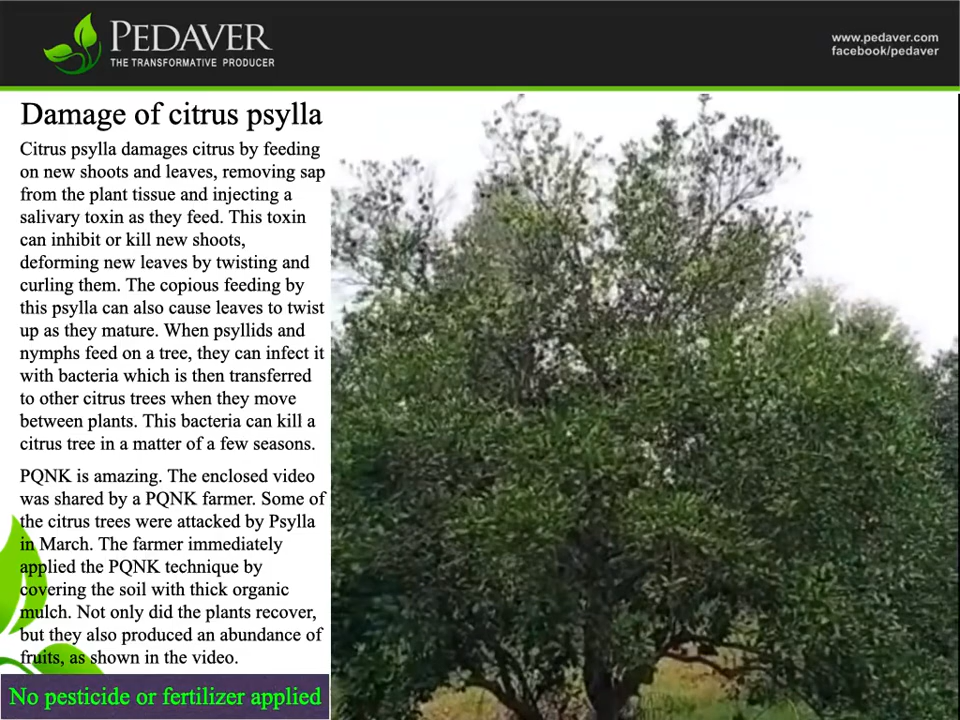 PEDAVER
THE TRANSFORMATIVE PRODUCER
www.pedaver.com
facebook/pedaver
Damage of citrus psylla
Citrus psylla damages citrus by feeding
on new shoots and leaves, removing sap
from the plant tissue and injecting a
salivary toxin as they feed. This toxin
can inhibit or kill new shoots,
deforming new leaves by twisting and
curling them. The copious feeding by
this psylla can also cause leaves to twist
up as they mature. When psyllids and
nymphs feed on a tree, they can infect it
with bacteria which is then transferred
to other citrus trees when they move
between plants. This bacteria can kill a
citrus tree in a matter of a few seasons.
PQNK is amazing. The enclosed video
was shared by a PQNK farmer. Some of
the citrus trees were attacked by Psylla
in March. The farmer immediately
applied the PQNK technique by
covering the soil with thick organic
mulch. Not only did the plants recover,
but they also produced an abundance of
fruits, as shown in the video.
No pesticide or fertilizer applied